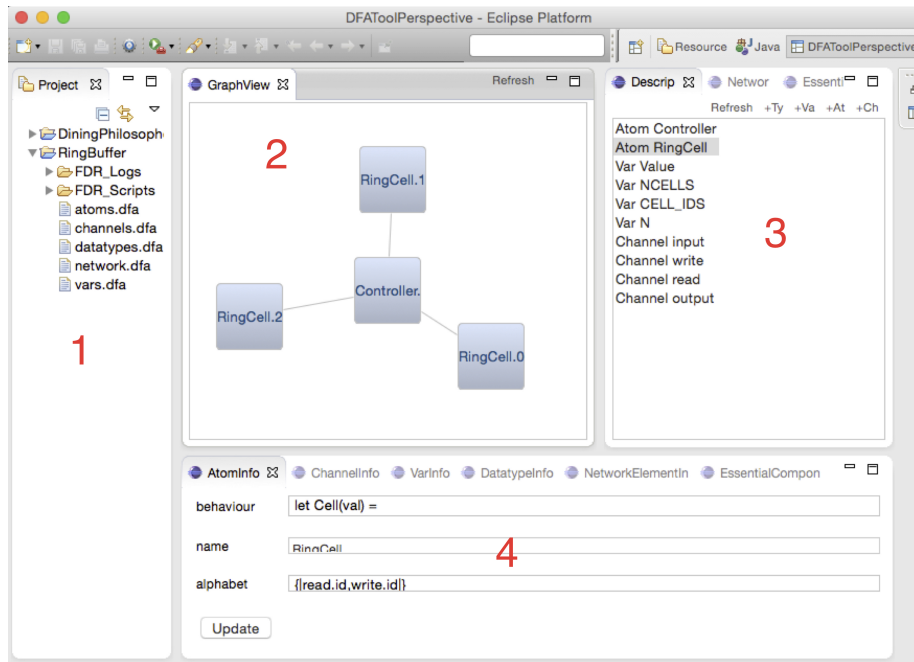 DFAToolPerspective - Eclipse Platform
Resource Java DFAToolPerspective
Project
DiningPhilosoph
RingBuffer
FDR_Logs
FDR_Scripts
atoms.dfa
channels.dfa
datatypes.dfa
network.dfa
vars.dfa
1
GraphView Refresh
2
RingCell.1
Controller.
RingCell.2
RingCell.0
Descrip Networ Essenti
Refresh +Ty +Va +At +Ch
Atom Controller
Atom RingCell
Var Value
Var NCELLS
Var CELL_IDS
Var N
Channel input
Channel write
Channel read
Channel output
3
AtomInfo ChannelInfo VarInfo DatatypeInfo NetworkElementIn EssentialCompon
behaviour let Cell(val) =
name RingCell
4
alphabet {|read.id,write.id|}
Update